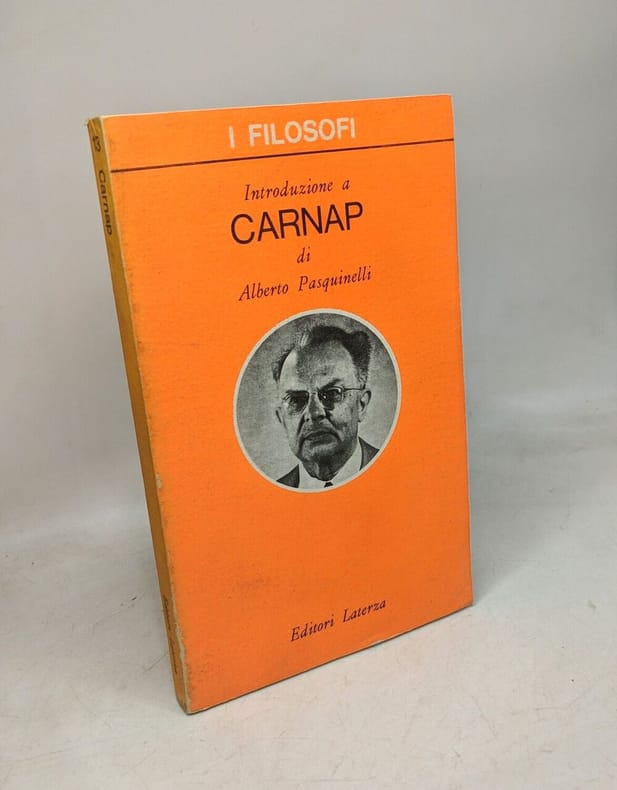 I FILOSOFI
Introduzione a
CARNAP
di
Alberto Pasquinelli
Editori Laterza
Carnap